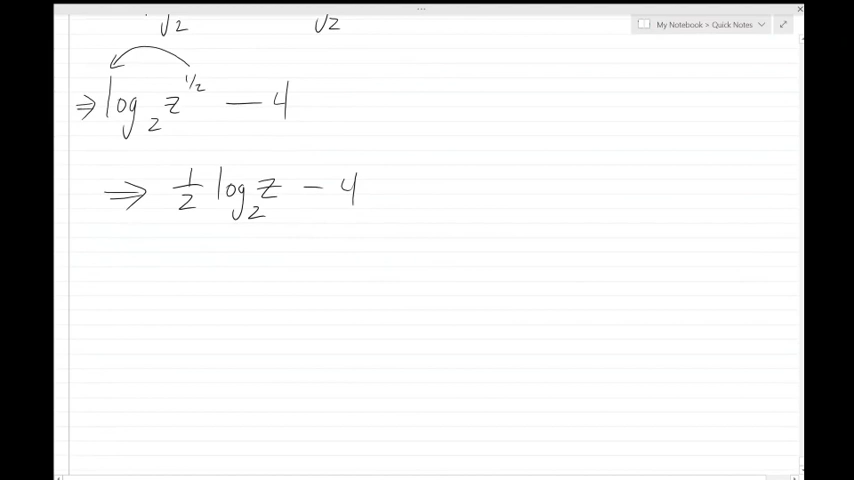 √2 √2
My Notebook > Quick Notes
⇒ log₂ z^1/2 — 4
⇒ 1/2 log₂ z – 4